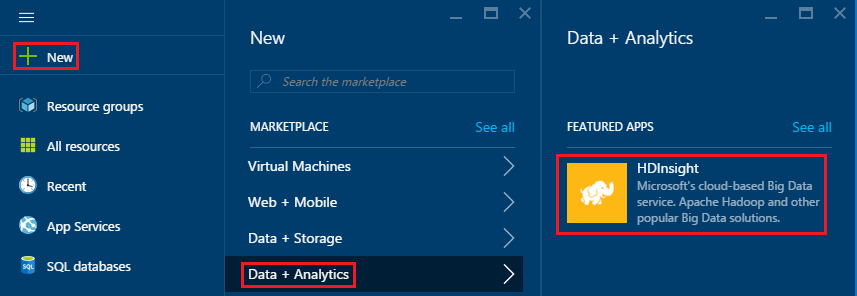 New
Resource groups
All resources
Recent
App Services
SQL
SQL databases
New
Search the marketplace
MARKETPLACE
See all
Virtual Machines
Web + Mobile
Data + Storage
Data + Analytics
Data + Analytics
FEATURED APPS
See all
HDInsight
Microsoft's cloud-based Big Data
service. Apache Hadoop and other
popular Big Data solutions.